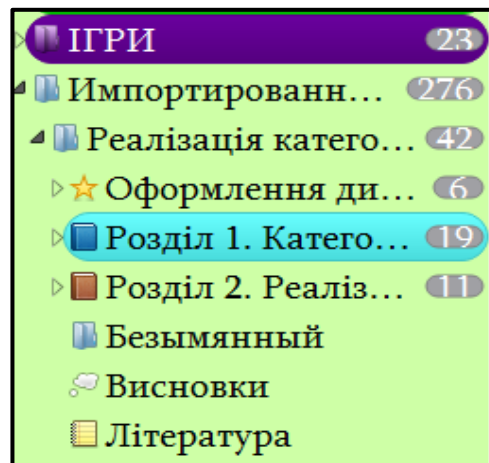 ІГРИ 23
Импортированн... 276
Реалізація катего... 42
Оформлення ди... 6
Розділ 1. Катего... 19
Розділ 2. Реаліз... 11
Безымянный
Висновки
Література